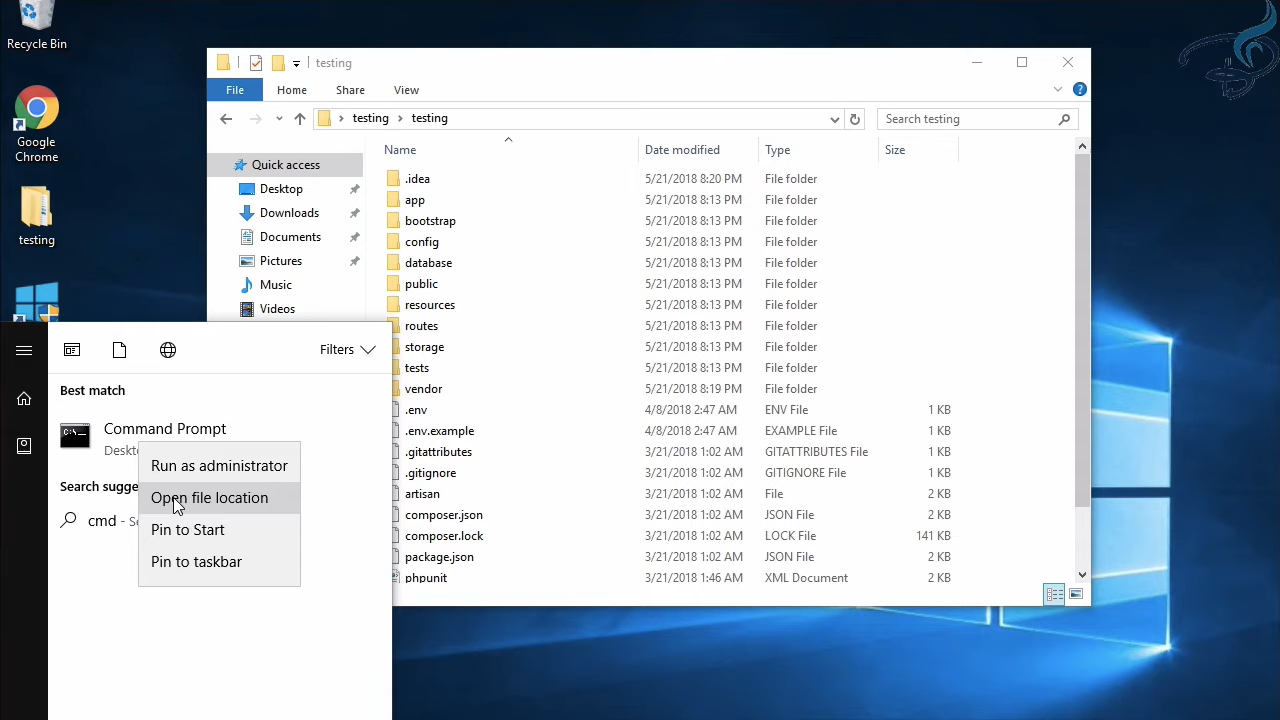 Recycle Bin
Google
Chrome
testing
testing
File Home Share View
testing testing
Search testing
Name Date modified Type Size
Quick access
Desktop
Downloads
Documents
Pictures
Music
Videos
.idea 5/21/2018 8:20 PM File folder
app 5/21/2018 8:13 PM File folder
bootstrap 5/21/2018 8:13 PM File folder
config 5/21/2018 8:13 PM File folder
database 5/21/2018 8:13 PM File folder
public 5/21/2018 8:13 PM File folder
resources 5/21/2018 8:13 PM File folder
routes 5/21/2018 8:13 PM File folder
storage 5/21/2018 8:13 PM File folder
tests 5/21/2018 8:13 PM File folder
vendor 5/21/2018 8:19 PM File folder
.env 4/8/2018 2:47 AM ENV File 1 KB
.env.example 4/8/2018 2:47 AM EXAMPLE File 1 KB
.gitattributes 3/21/2018 1:02 AM GITATTRIBUTES File 1 KB
.gitignore 3/21/2018 1:02 AM GITIGNORE File 1 KB
artisan 3/21/2018 1:02 AM File 2 KB
composer.json 3/21/2018 1:02 AM JSON File 2 KB
composer.lock 3/21/2018 1:02 AM LOCK File 141 KB
package.json 3/21/2018 1:02 AM JSON File 2 KB
phpunit 3/21/2018 1:46 AM XML Document 2 KB
Filters
Best match
Command Prompt
Deskto
Search sugge
cmd - Se
Run as administrator
Open file location
Pin to Start
Pin to taskbar